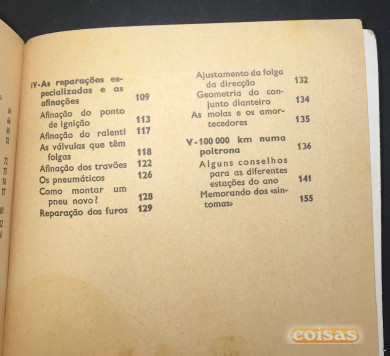 IV-As reparações es-
pecializadas e as
afinações 109
Afinação do ponto
de ignição 113
Afinação do ralenti 117
As válvulas que têm
folgas 118
Afinação dos travões 122
Os pneumáticos 126
Como montar um
pneu novo? 128
Reparação dos furos 129
Ajustamento da folga
da direcção 132
Geometria do con-
junto dianteiro 134
As molas e os amor-
tecedores 135
V-100 000 km numa
poltrona 136
Alguns conselhos
para as diferentes
estações do ano 141
Memorando dos «sin-
tomas» 155
coisas